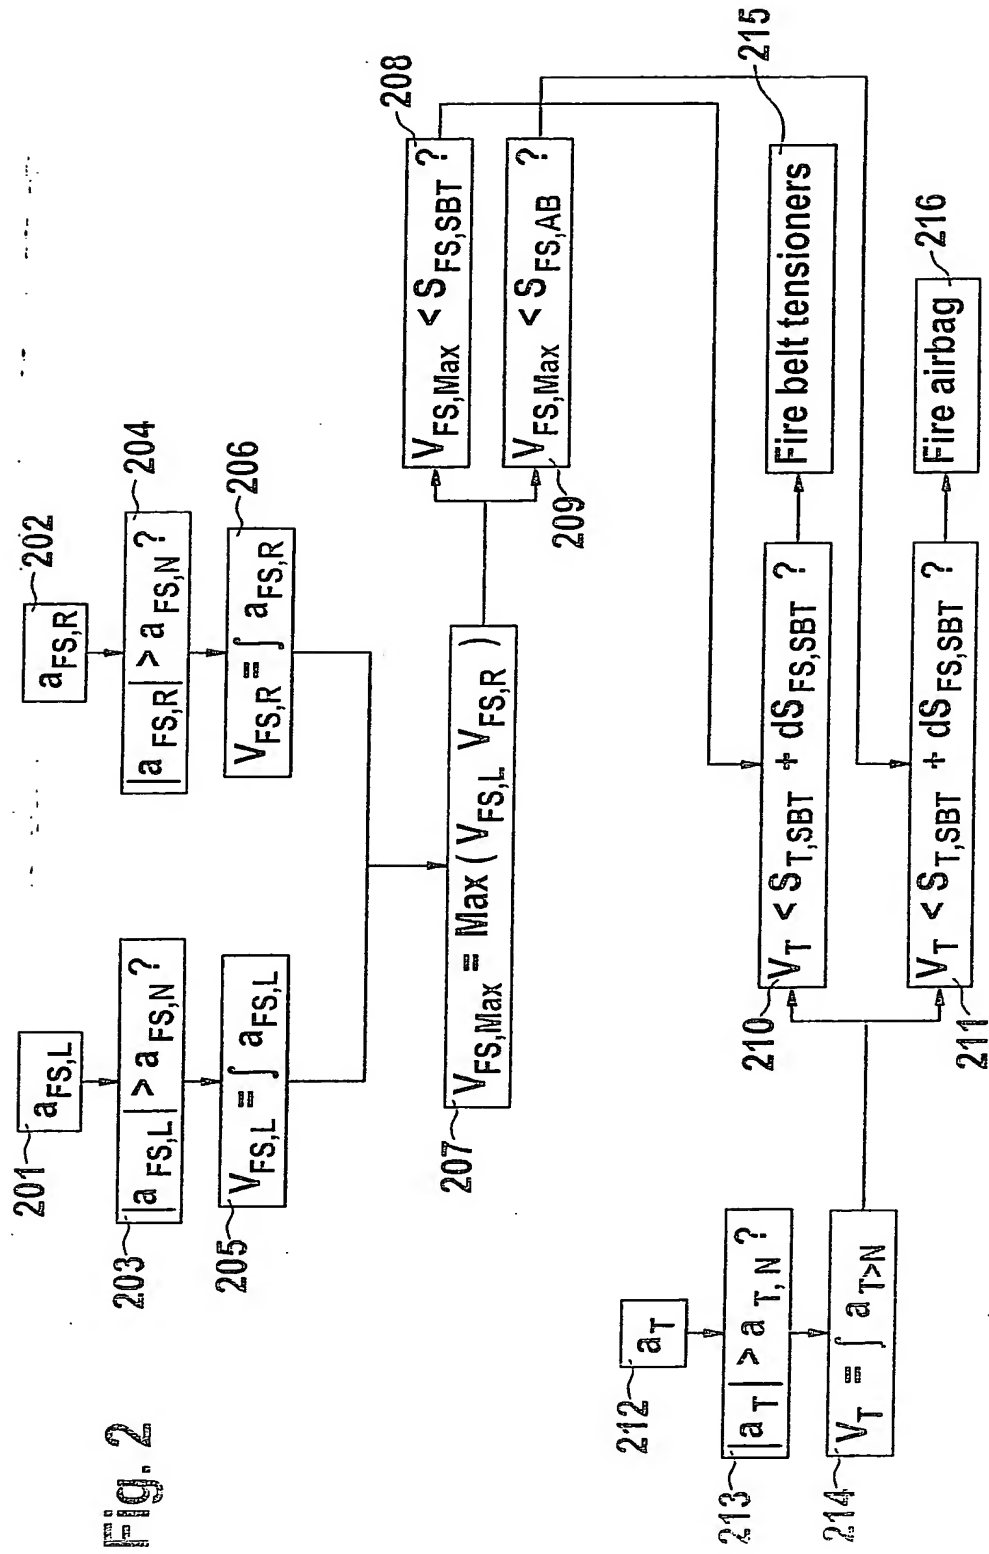 Fig. 2
201
a_FS,L
202
a_FS,R
203
|a_FS,L| > a_FS,N ?
204
|a_FS,R| > a_FS,N ?
205
V_FS,L = ∫ a_FS,L
206
V_FS,R = ∫ a_FS,R
207
V_FS,Max = Max ( V_FS,L V_FS,R )
208
V_FS,Max < S_FS,SBT ?
209
V_FS,Max < S_FS,AB ?
212
a_T
213
|a_T| > a_T,N ?
214
V_T = ∫ a_T>N
210
V_T < S_T,SBT + dS_FS,SBT ?
215
Fire belt tensioners
211
V_T < S_T,SBT + dS_FS,SBT ?
216
Fire airbag